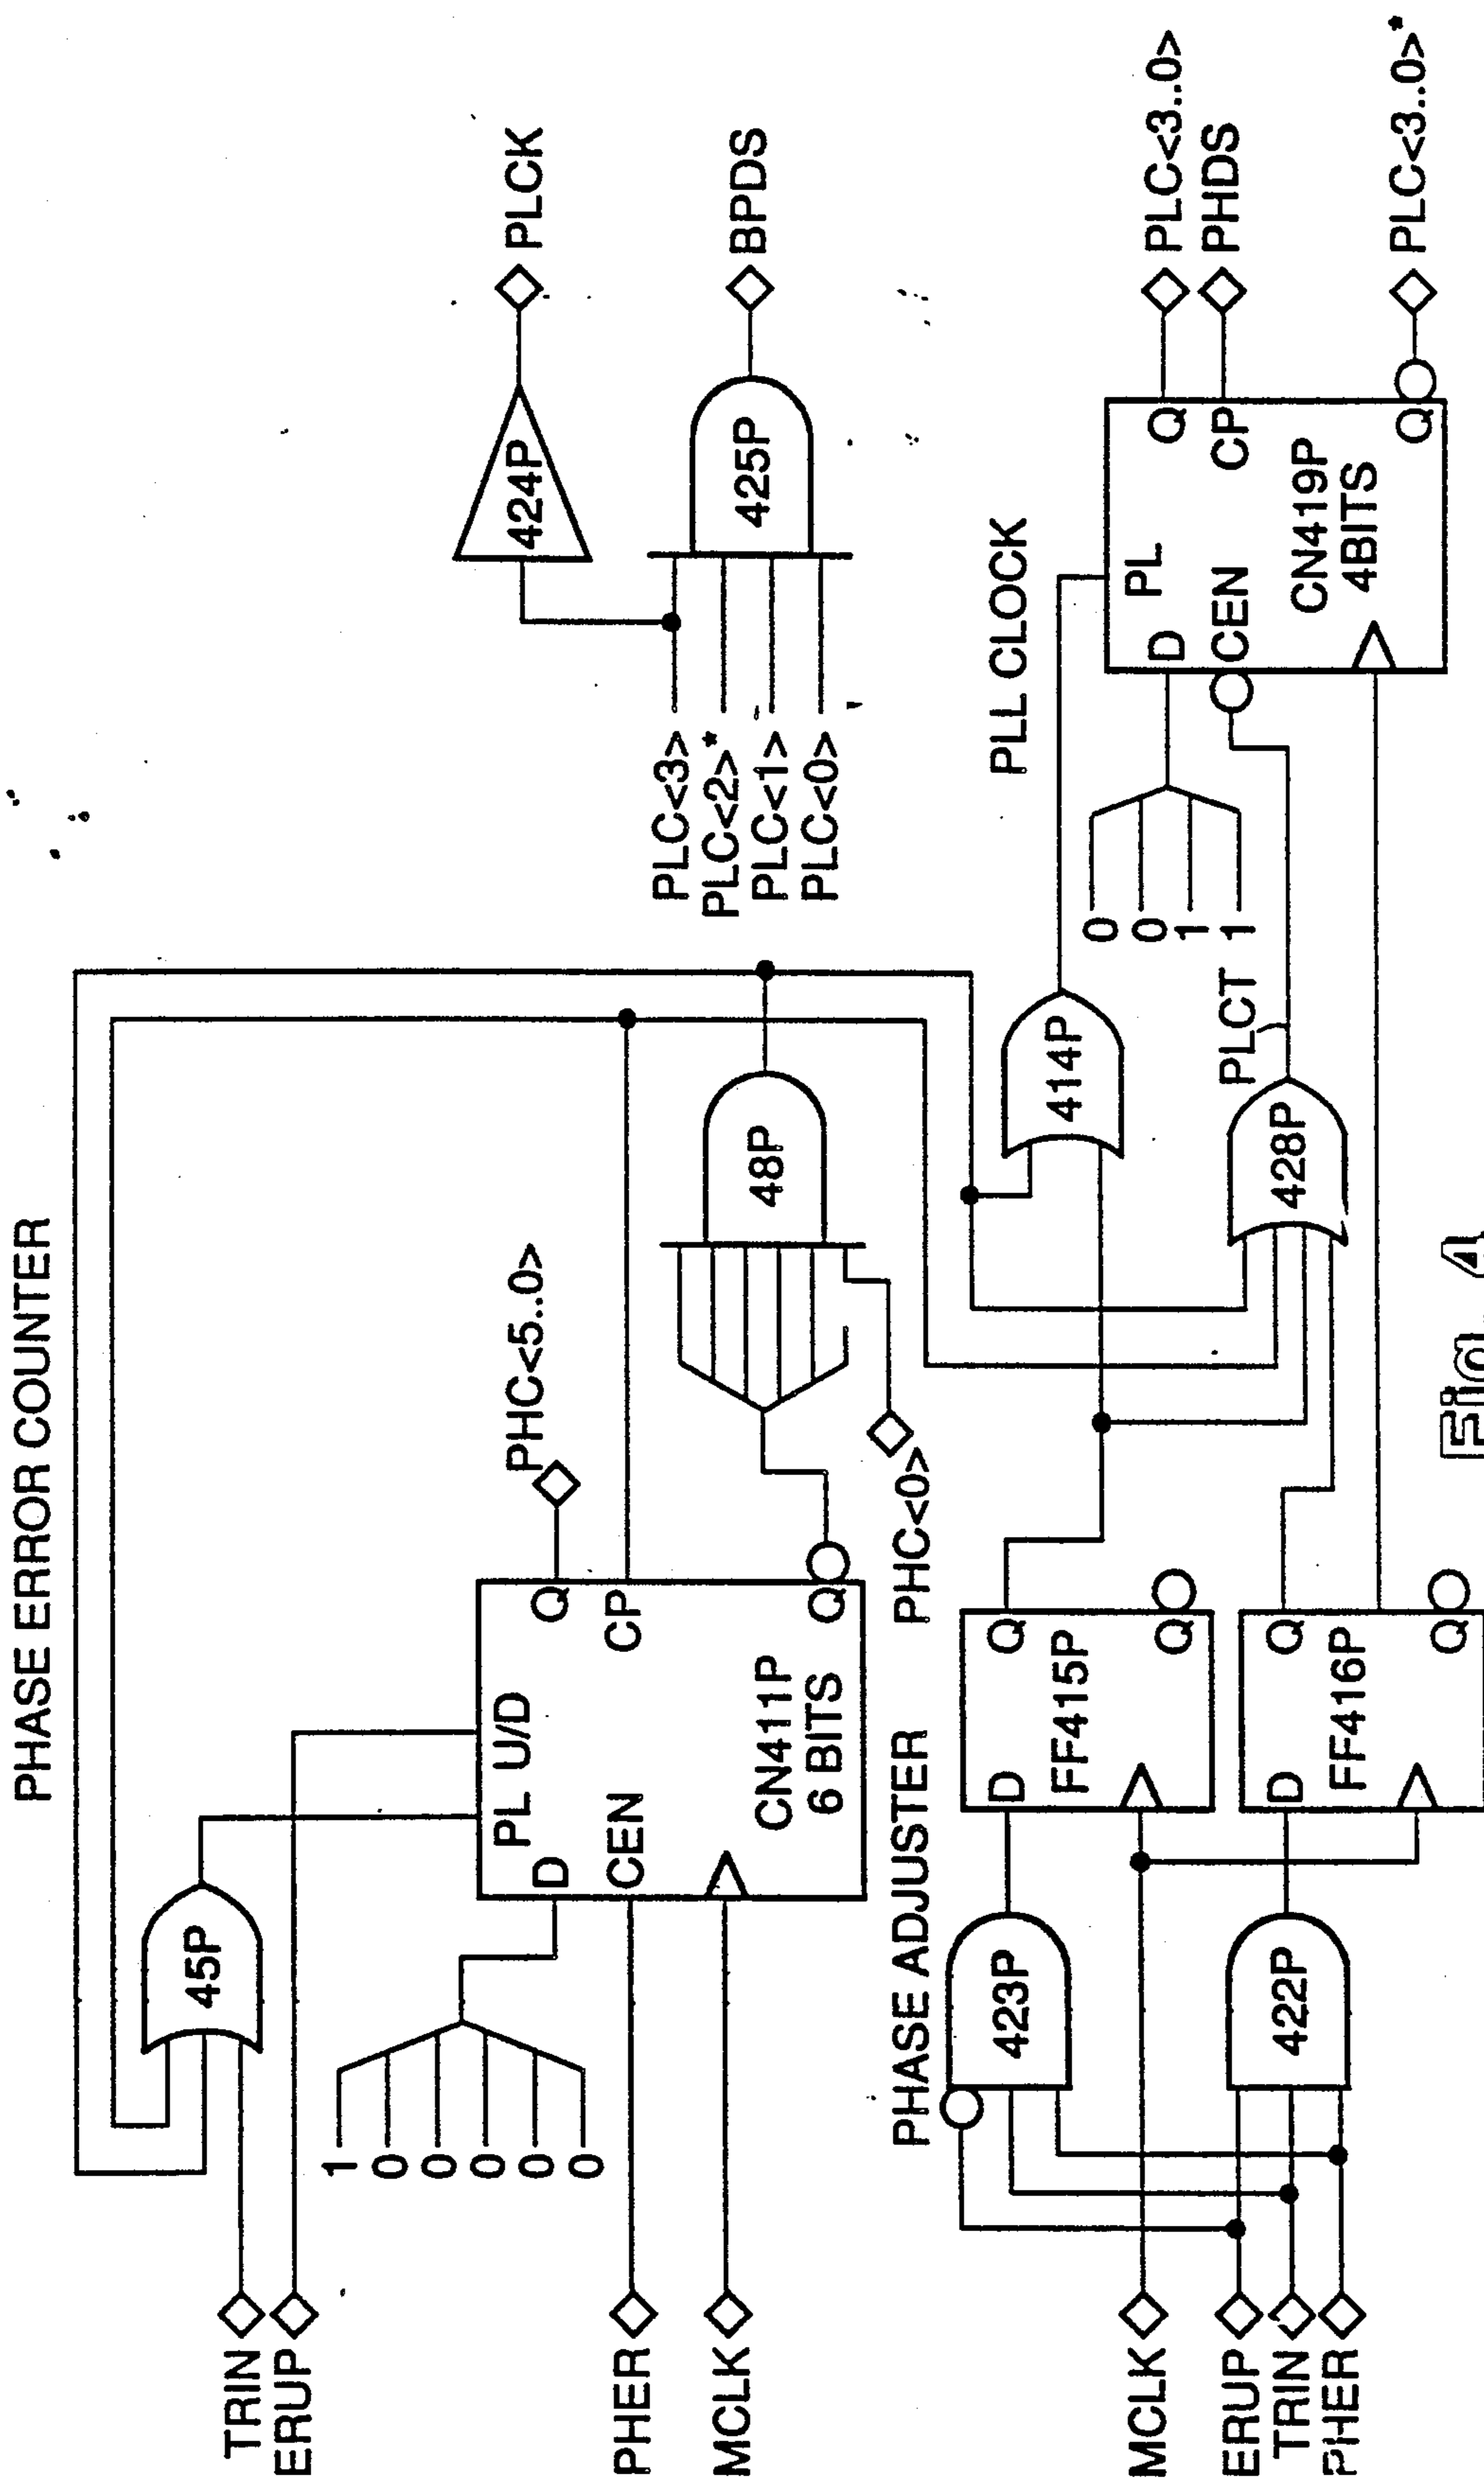 PHASE ERROR COUNTER
TRIN
ERUP
45P
1
0
0
0
0
0
PHER
MCLK
PL U/D
D
CEN
CN411P
6 BITS
Q
CP
Q
PHC<5..0>
48P
PHC<0>
PLC<3>
PLC<2>*
PLC<1>
PLC<0>
424P
PLCK
425P
BPDS
PHASE ADJUSTER
MCLK
ERUP
TRIN
PHER
423P
422P
D
FF415P
Q
Q
D
FF416P
Q
Q
414P
428P
PLCT
PLL CLOCK
0
0
1
1
D
PL
CEN
CN419P
4BITS
Q
CP
Q
PLC<3..0>
PHDS
PLC<3..0>*
Fig. 4